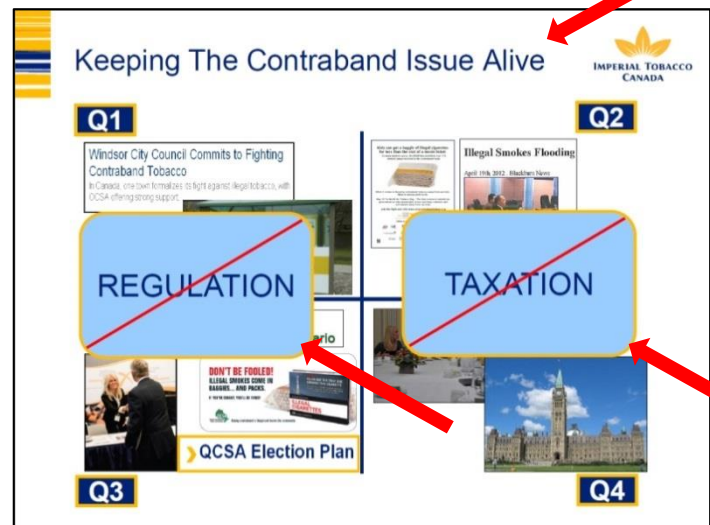 Keeping The Contraband Issue Alive
IMPERIAL TOBACCO
CANADA
Q1
Q2
Windsor City Council Commits to Fighting
Contraband Tobacco
In Canada, one town formalizes its fight against illegal tobacco, with
OCSA offering strong support.
Illegal Smokes Flooding
April 19th 2012 Blackburn News
REGULATION
TAXATION
ario
DON'T BE FOOLED!
ILLEGAL SMOKES COME IN
BAGGIES... AND PACKS.
ILLEGAL
CIGARETTES
QCSA Election Plan
Q3
Q4